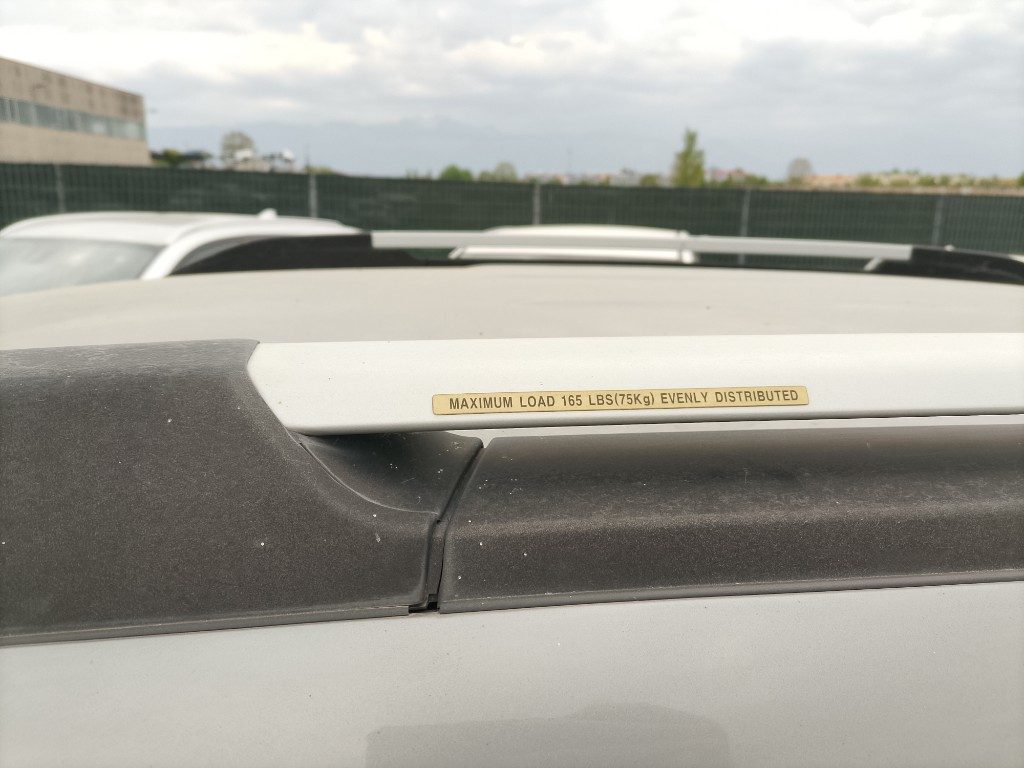 MAXIMUM LOAD 165 LBS(75Kg) EVENLY DISTRIBUTED